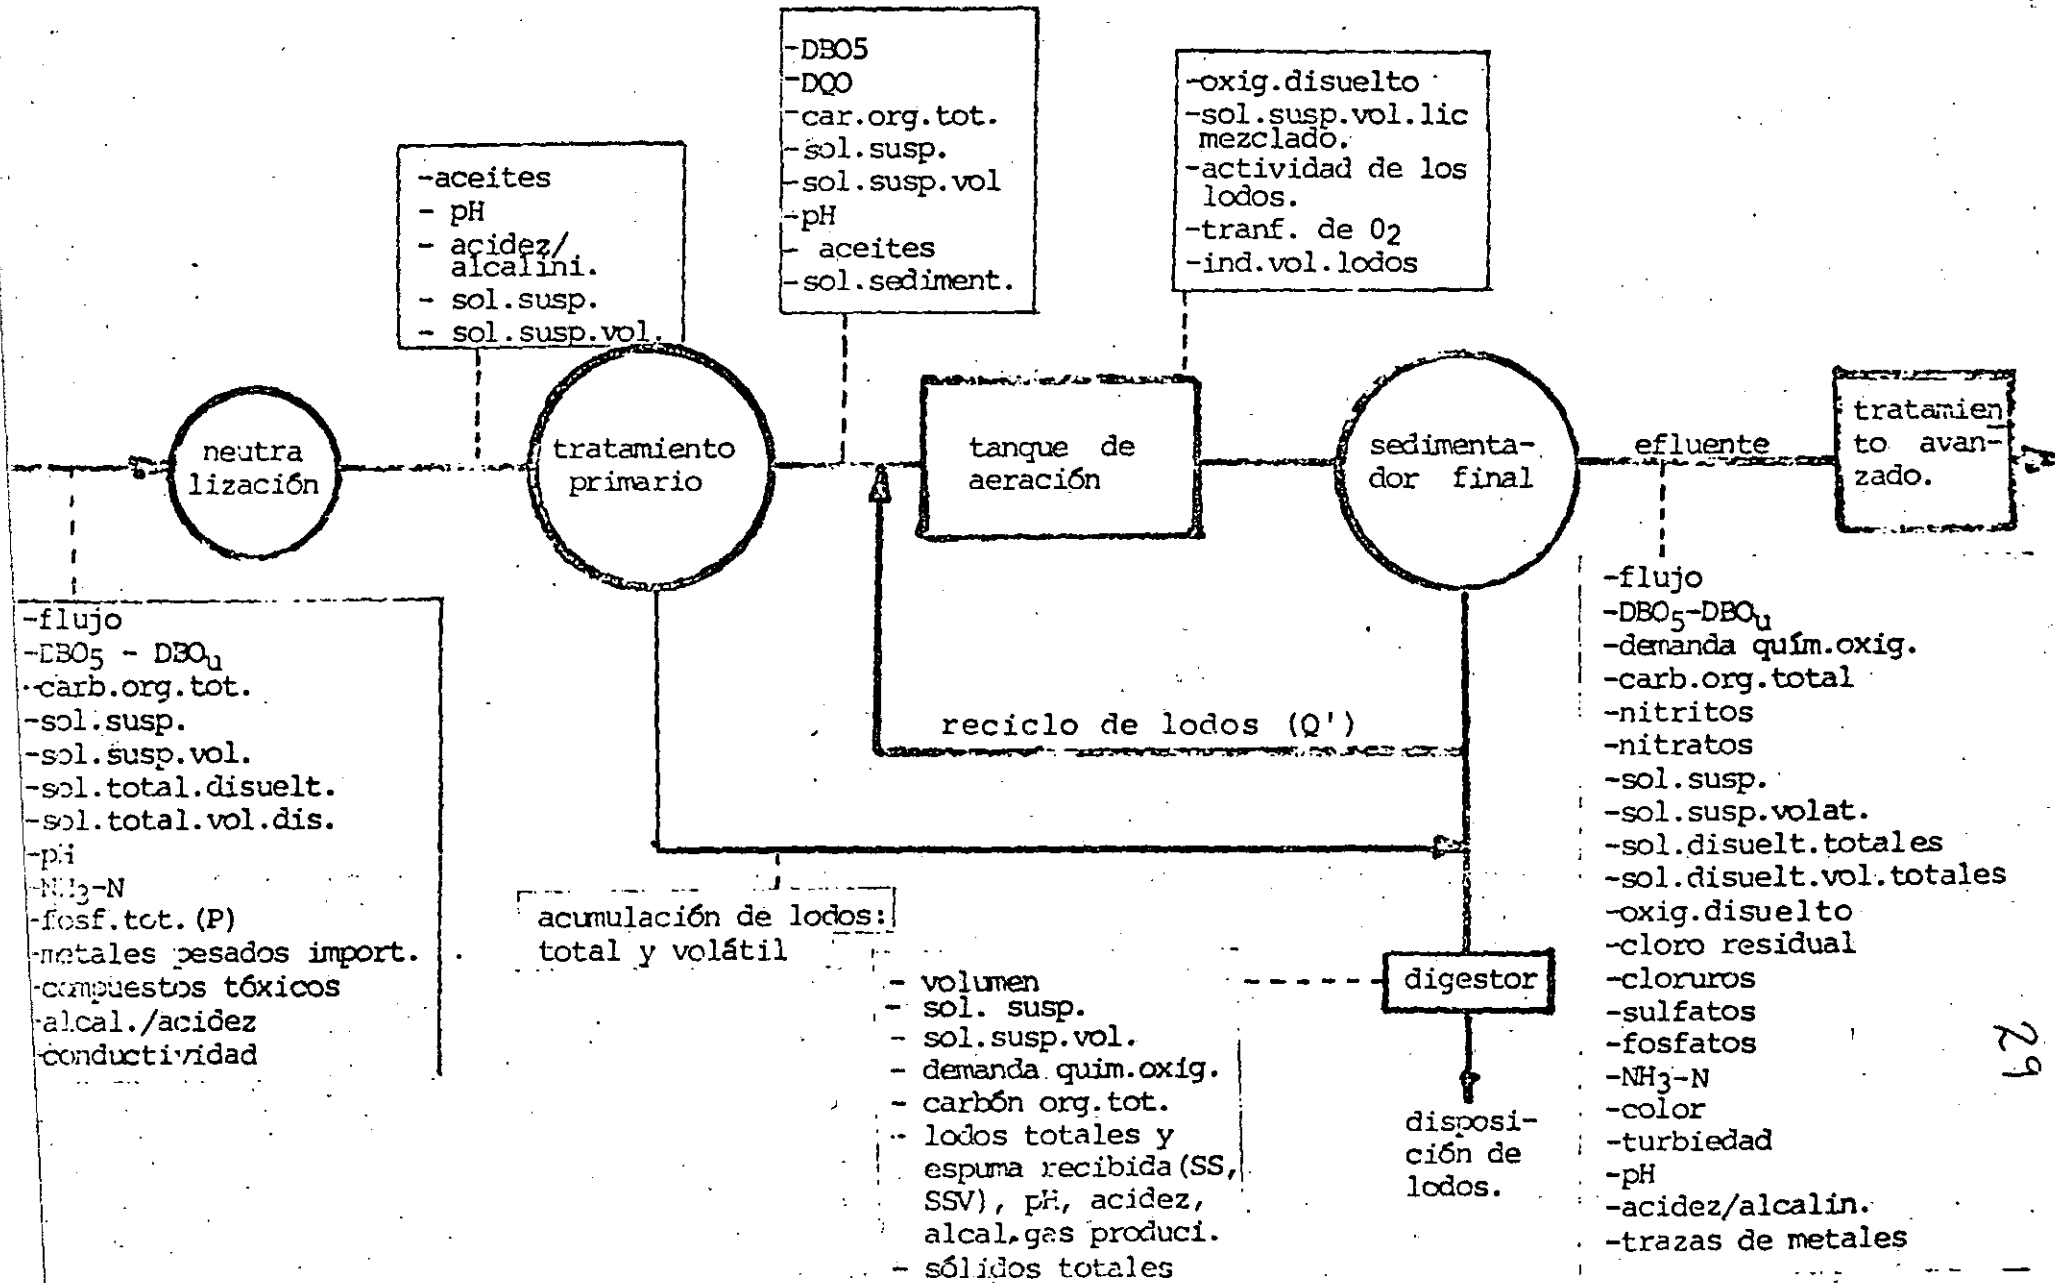 -DBO5
-DQO
-car.org.tot.
-sol.susp.
-sol.susp.vol
-pH
- aceites
-sol.sediment.
-oxig.disuelto
-sol.susp.vol.lic
mezclado.
-actividad de los
lodos.
-tranf. de O2
-ind.vol.lodos
-aceites
- pH
- acidez/
alcalini.
- sol.susp.
- sol.susp.vol.
neutra
lización
tratamiento
primario
tanque de
aeración
sedimenta-
dor final
efluente
tratamien
to avan-
zado.
-flujo
-DBO5 - DBOu
-carb.org.tot.
-sol.susp.
-sol.susp.vol.
-sol.total.disuelt.
-sol.total.vol.dis.
-pH
-NH3-N
-fosf.tot.(P)
-metales pesados import.
-compuestos tóxicos
-alcal./acidez
-conductividad
reciclo de lodos (Q')
acumulación de lodos:
total y volátil
- volumen
- sol. susp.
- sol.susp.vol.
- demanda quim.oxig.
- carbón org.tot.
- lodos totales y
espuma recibida(SS,
SSV), pH, acidez,
alcal.gas produci.
- sólidos totales
digestor
disposi-
ción de
lodos.
-flujo
-DBO5-DBOu
-demanda quím.oxig.
-carb.org.total
-nitritos
-nitratos
-sol.susp.
-sol.susp.volat.
-sol.disuelt.totales
-sol.disuelt.vol.totales
-oxig.disuelto
-cloro residual
-cloruros
-sulfatos
-fosfatos
-NH3-N
-color
-turbiedad
-pH
-acidez/alcalin.
-trazas de metales
29